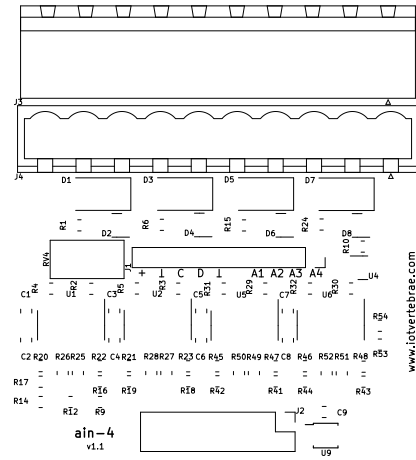 J3
J4
D1 D3 D5 D7
R1 R6 R15 R24
D2 D4 D6 D8
R10
RV4 J1
+ ⊥ C D ⊥ A1 A2 A3 A4
U4
R4 R2 R5 R3 R31 R29 R32 R30
U1 U2 U5 U6
C1 C3 C5 C7
R54
R53
C2 R20 R26 R25 R22 C4 R21 R28 R27 R23 C6 R45 R50 R49 R47 C8 R46 R52 R51 R48
R17 R16 R19 R18 R42 R41 R44 R43
R14
R12 R9
J2 C9
ain-4
v1.1
U9
www.iotvertebrae.com